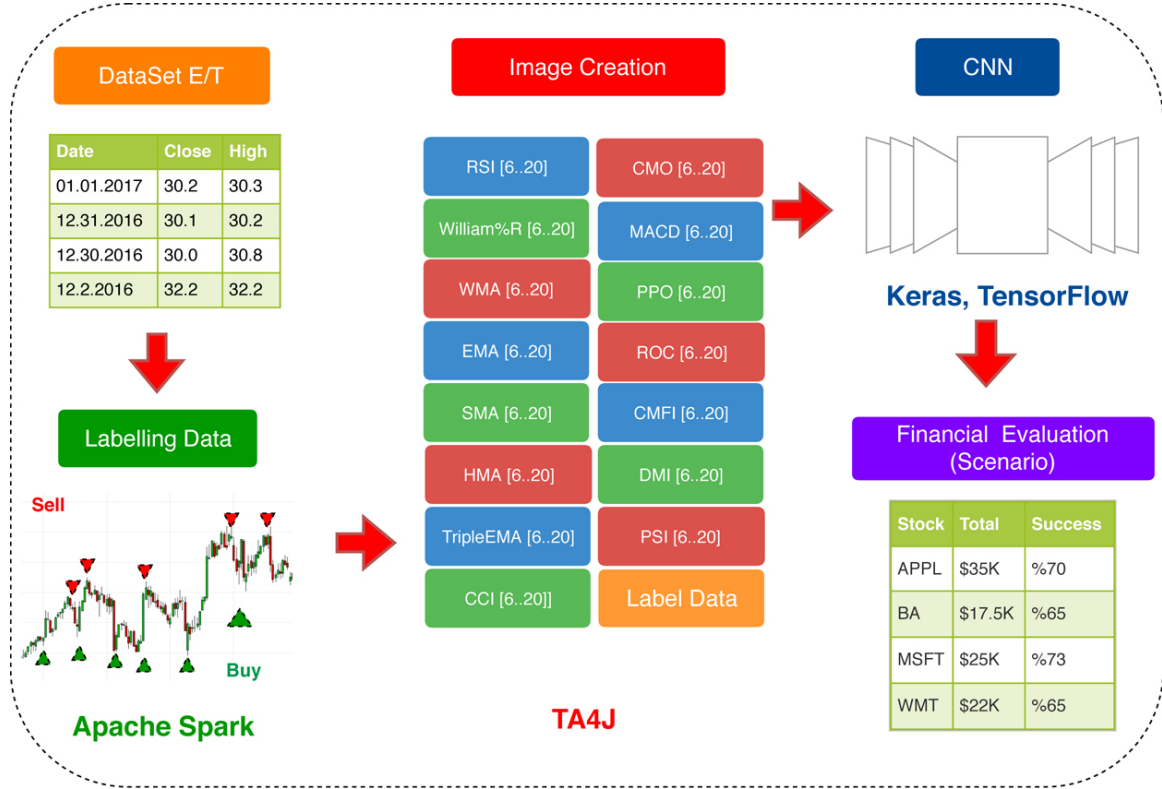 DataSet E/T
Date Close High
01.01.2017 30.2 30.3
12.31.2016 30.1 30.2
12.30.2016 30.0 30.8
12.2.2016 32.2 32.2
Labelling Data
Sell
Buy
Apache Spark
Image Creation
RSI [6..20] CMO [6..20]
William%R [6..20] MACD [6..20]
WMA [6..20] PPO [6..20]
EMA [6..20] ROC [6..20]
SMA [6..20] CMFI [6..20]
HMA [6..20] DMI [6..20]
TripleEMA [6..20] PSI [6..20]
CCI [6..20]] Label Data
TA4J
CNN
Keras, TensorFlow
Financial Evaluation
(Scenario)
Stock Total Success
APPL $35K %70
BA $17.5K %65
MSFT $25K %73
WMT $22K %65